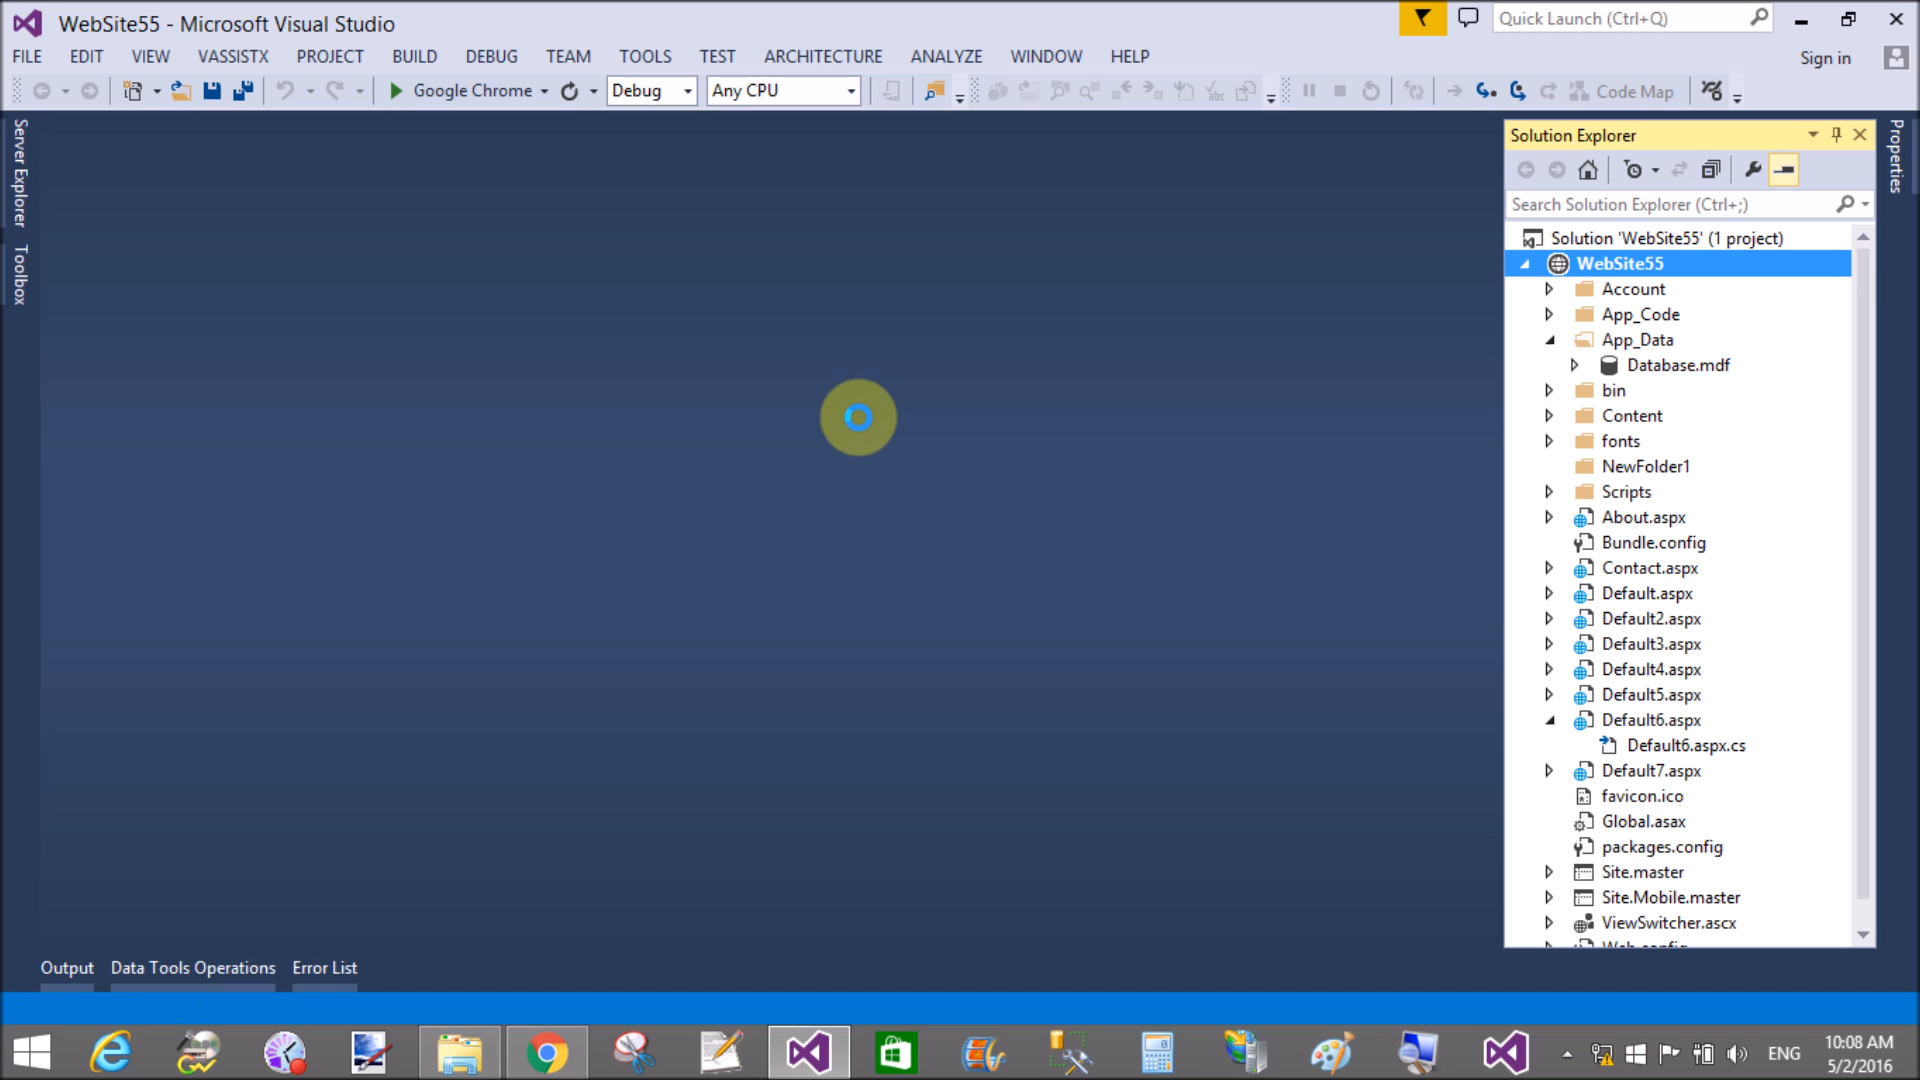 WebSite55 - Microsoft Visual Studio
Quick Launch (Ctrl+Q)
FILE EDIT VIEW VASSISTX PROJECT BUILD DEBUG TEAM TOOLS TEST ARCHITECTURE ANALYZE WINDOW HELP
Sign in
Google Chrome Debug Any CPU Code Map
Server Explorer
Toolbox
Solution Explorer
Search Solution Explorer (Ctrl+;)
Solution 'WebSite55' (1 project)
WebSite55
Account
App_Code
App_Data
Database.mdf
bin
Content
fonts
NewFolder1
Scripts
About.aspx
Bundle.config
Contact.aspx
Default.aspx
Default2.aspx
Default3.aspx
Default4.aspx
Default5.aspx
Default6.aspx
Default6.aspx.cs
Default7.aspx
favicon.ico
Global.asax
packages.config
Site.master
Site.Mobile.master
ViewSwitcher.ascx
Web.config
Properties
Output Data Tools Operations Error List
ENG
10:08 AM
5/2/2016